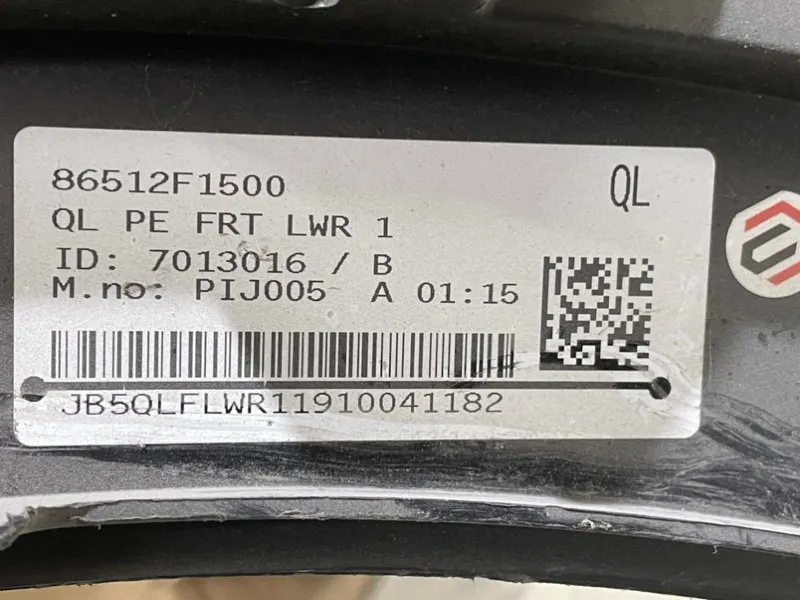 86512F1500
QL
QL PE FRT LWR 1
ID: 7013016 / B
M.no: PIJ005 A 01:15
JB5QLFLWR11910041182